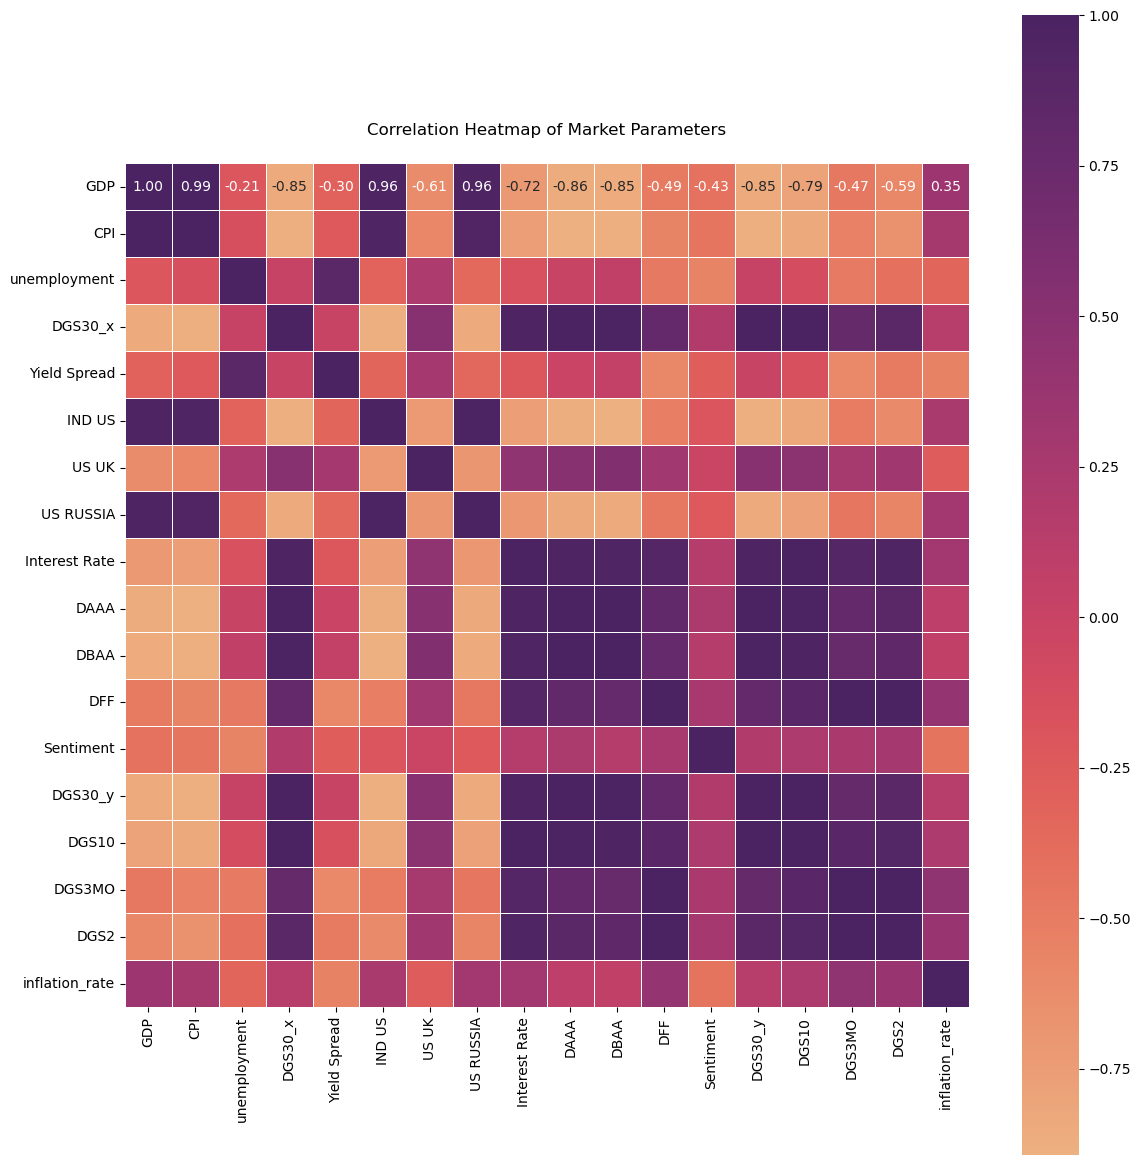 Correlation Heatmap of Market Parameters
GDP 1.00 0.99 -0.21 -0.85 -0.30 0.96 -0.61 0.96 -0.72 -0.86 -0.85 -0.49 -0.43 -0.85 -0.79 -0.47 -0.59 0.35
CPI
unemployment
DGS30_x
Yield Spread
IND US
US UK
US RUSSIA
Interest Rate
DAAA
DBAA
DFF
Sentiment
DGS30_y
DGS10
DGS3MO
DGS2
inflation_rate
GDP
CPI
unemployment
DGS30_x
Yield Spread
IND US
US UK
US RUSSIA
Interest Rate
DAAA
DBAA
DFF
Sentiment
DGS30_y
DGS10
DGS3MO
DGS2
inflation_rate
1.00
0.75
0.50
0.25
0.00
−0.25
−0.50
−0.75